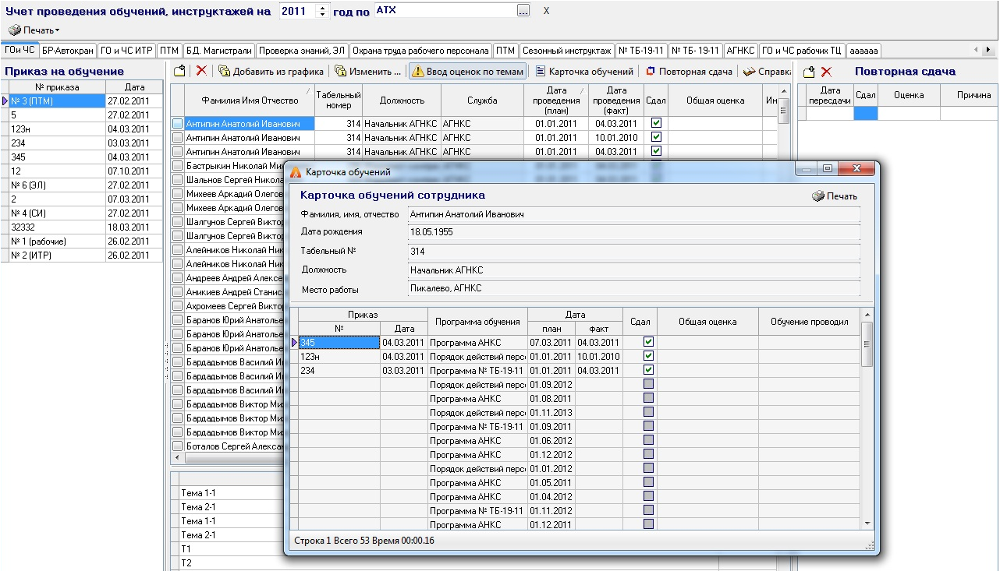 Учет проведения обучений, инструктажей на 2011 год по АТХ ... X
Печать
ГОи ЧС БР-Автокран ГО и ЧС ИТР ПТМ БД. Магистрали Проверка знаний, ЭЛ Охрана труда рабочего персонала ПТМ Сезонный инструктаж № ТБ-19-11 № ТБ- 19-11 АГНКС ГО и ЧС рабочих ТЦ аааааа
Приказ на обучение
№ приказа Дата
№ 3 (ПТМ) 27.02.2011
5 27.02.2011
123н 04.03.2011
234 03.03.2011
345 04.03.2011
12 07.10.2011
№ 6 (ЭЛ) 27.02.2011
2 07.03.2011
№ 4 (СИ) 27.02.2011
32332 18.03.2011
№ 1 (рабочие) 26.02.2011
№ 2 (ИТР) 26.02.2011
Добавить из графика Изменить ... Ввод оценок по темам Карточка обучений Повторная сдача Справка
Фамилия Имя Отчество Табельный номер Должность Служба Дата проведения (план) Дата проведения (факт) Сдал Общая оценка Ин
Антипин Анатолий Иванович 314 Начальник АГНКС АГНКС 01.01.2011 04.03.2011
Антипин Анатолий Иванович 314 Начальник АГНКС АГНКС 01.01.2011 10.01.2010
Антипин Анатолий Иванович 314 Начальник АГНКС АГНКС 01.01.2011 04.03.2011
Бастрыкин Николай Ми
Шальнов Сергей Никола
Михеев Аркадий Олегов
Михеев Аркадий Олегов
Шалгунов Сергей Виктор
Шалгунов Сергей Виктор
Алейников Николай Ник
Алейников Николай Ник
Андреев Андрей Алексе
Аникиев Андрей Станис
Ахромеев Сергей Виктор
Баранов Юрий Анатолье
Баранов Юрий Анатолье
Баранов Юрий Анатолье
Бардадымов Василий И
Бардадымов Василий И
Бардадымов Василий И
Бардадымов Виктор Ми
Бардадымов Виктор Ми
Бардадымов Виктор Ми
Боталов Сергей Алекса
Тема 1-1
Тема 2-1
Тема 1-1
Тема 2-1
Т1
Т2
Повторная сдача
Дата пересдачи Сдал Оценка Причина
Карточка обучений
Карточка обучений сотрудника Печать
Фамилия, имя, отчество Антипин Анатолий Иванович
Дата рождения 18.05.1955
Табельный № 314
Должность Начальник АГНКС
Место работы Пикалево, АГНКС
Приказ Программа обучения Дата Сдал Общая оценка Обучение проводил
№ Дата план факт
345 04.03.2011 Программа АНКС 07.03.2011 04.03.2011
123н 04.03.2011 Порядок действий перс 01.01.2011 10.01.2010
234 03.03.2011 Программа № ТБ-19-11 01.01.2011 04.03.2011
Порядок действий перс 01.09.2012
Программа АНКС 01.08.2011
Порядок действий перс 01.11.2013
Программа № ТБ-19-11 01.09.2011
Программа АНКС 01.06.2012
Программа АНКС 01.12.2012
Порядок действий перс 01.01.2012
Программа АНКС 01.05.2011
Программа АНКС 01.04.2012
Программа № ТБ-19-11 01.11.2012
Программа АНКС 01.12.2011
Строка 1 Всего 53 Время 00:00.16